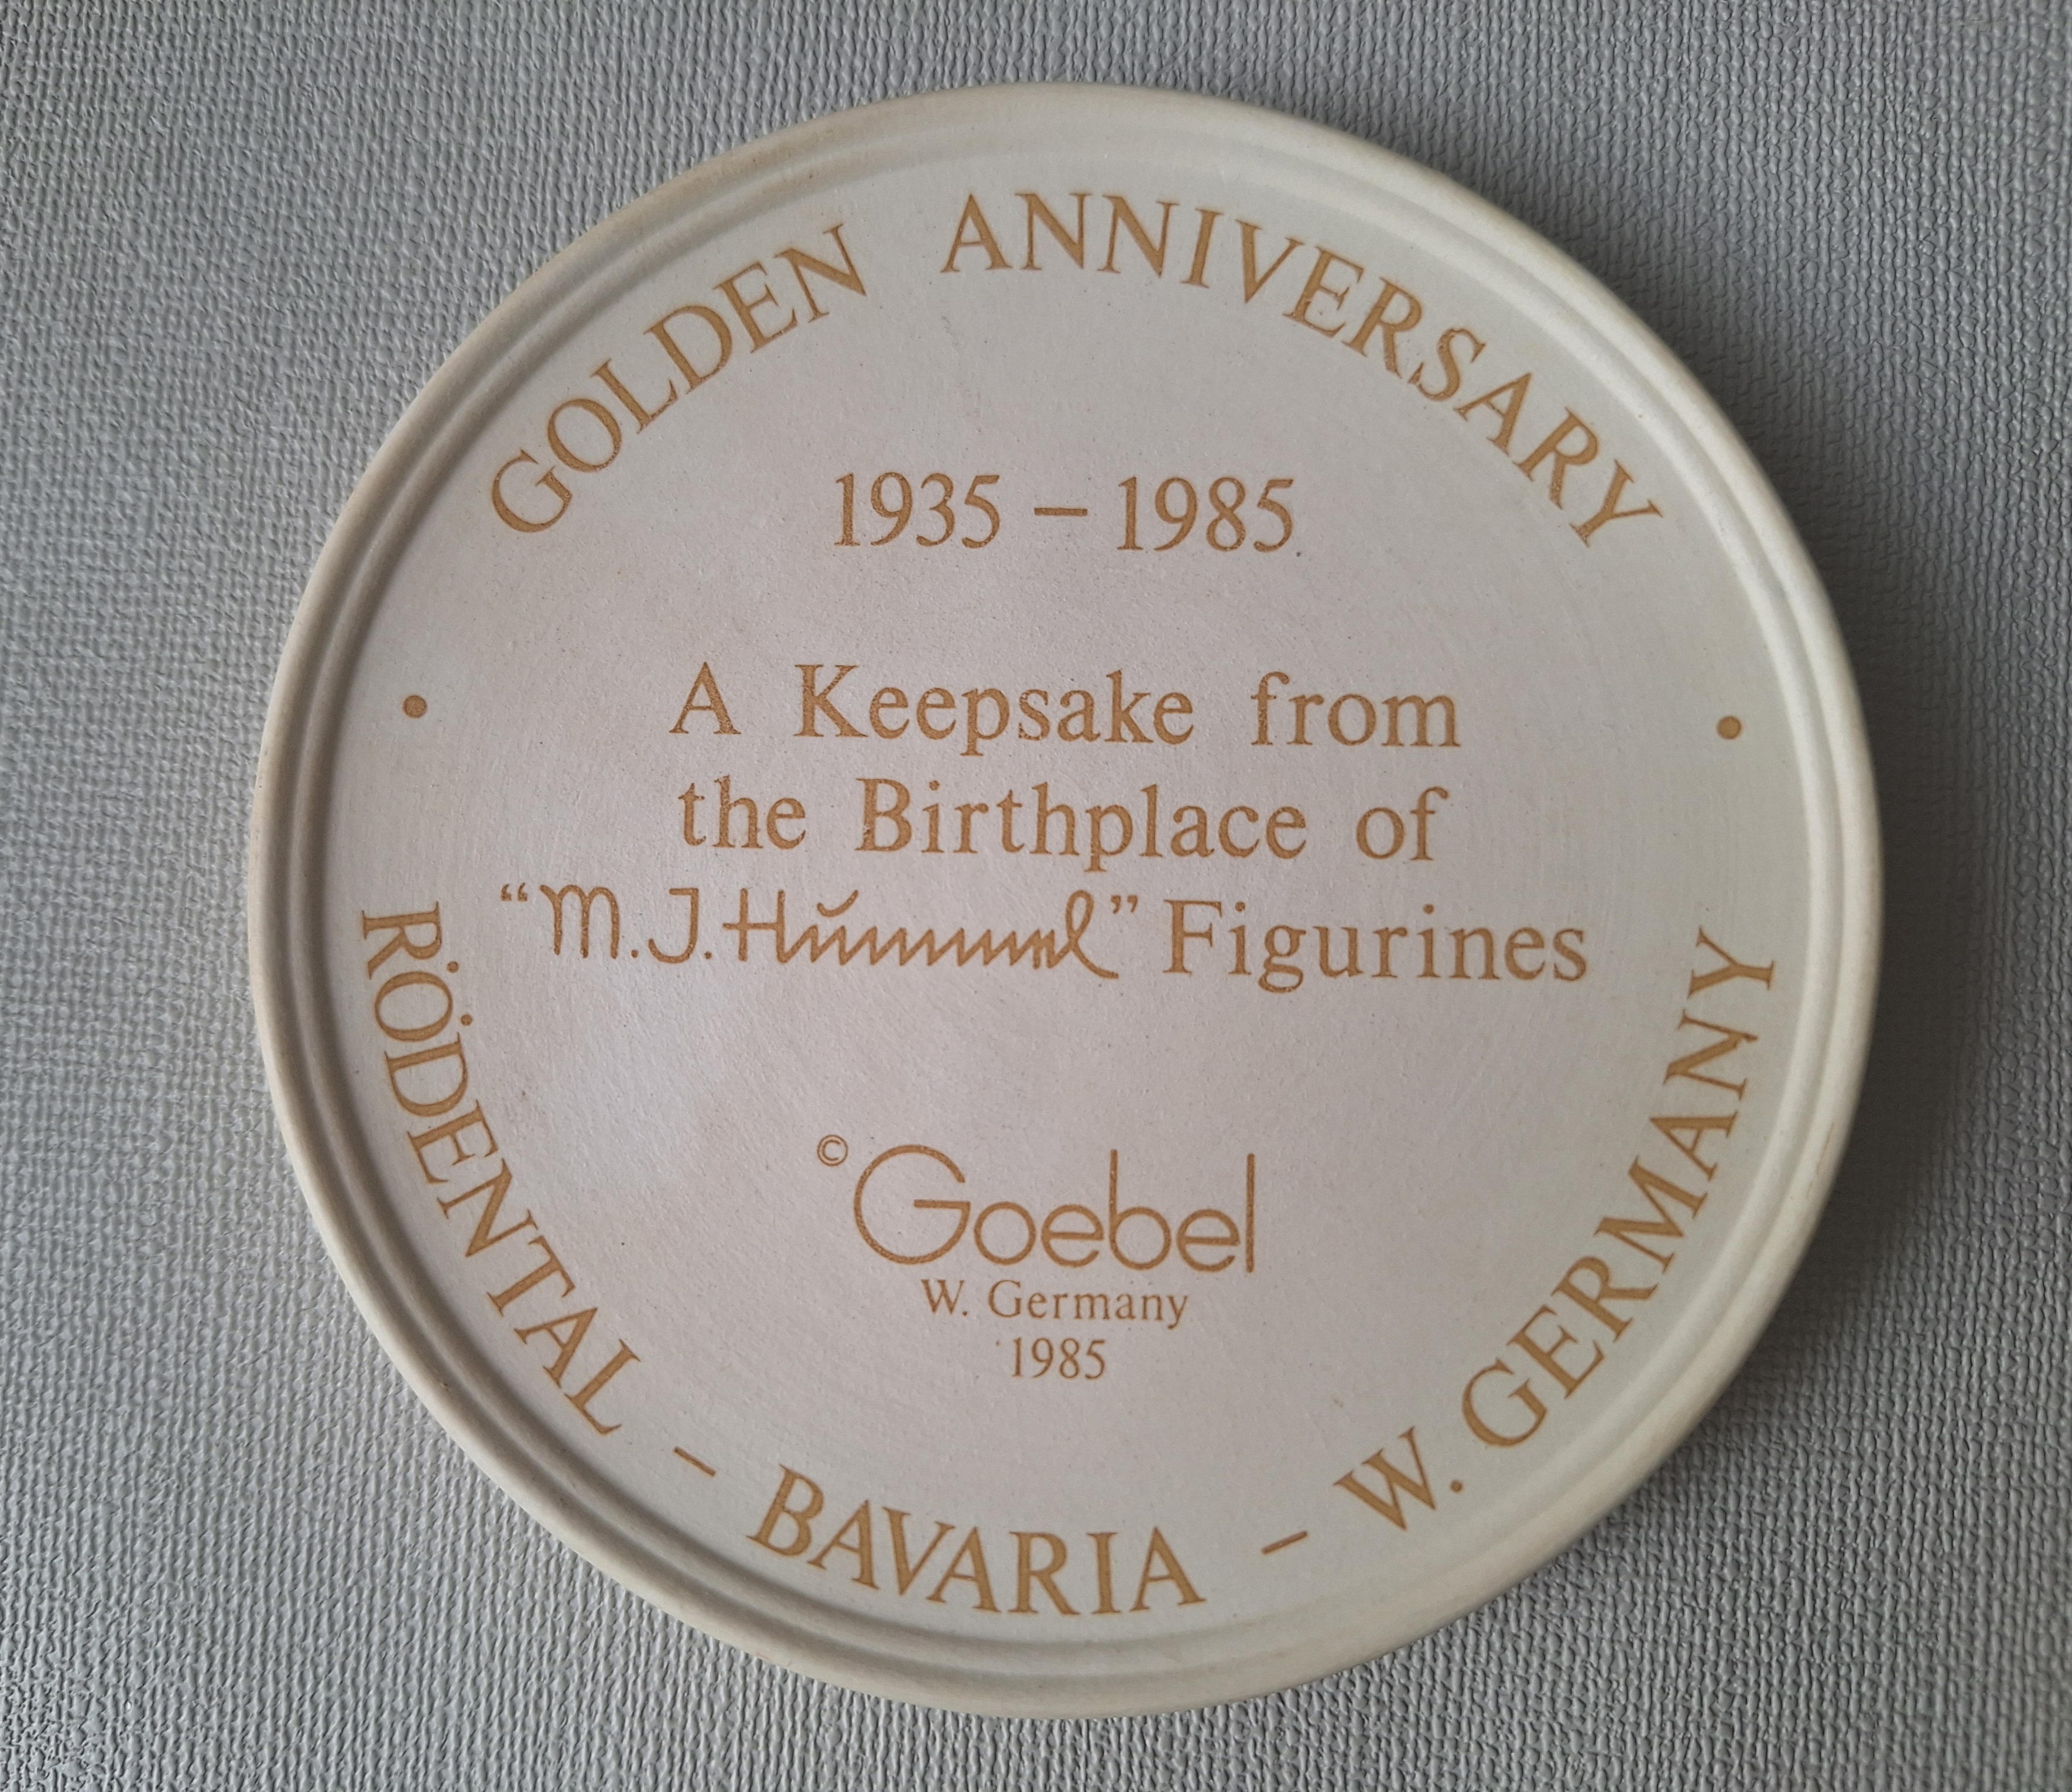 GOLDEN ANNIVERSARY
1935 – 1985
A Keepsake from
the Birthplace of
“M.J. Hummel” Figurines
© Goebel
W. Germany
1985
RÖDENTAL – BAVARIA – W. GERMANY